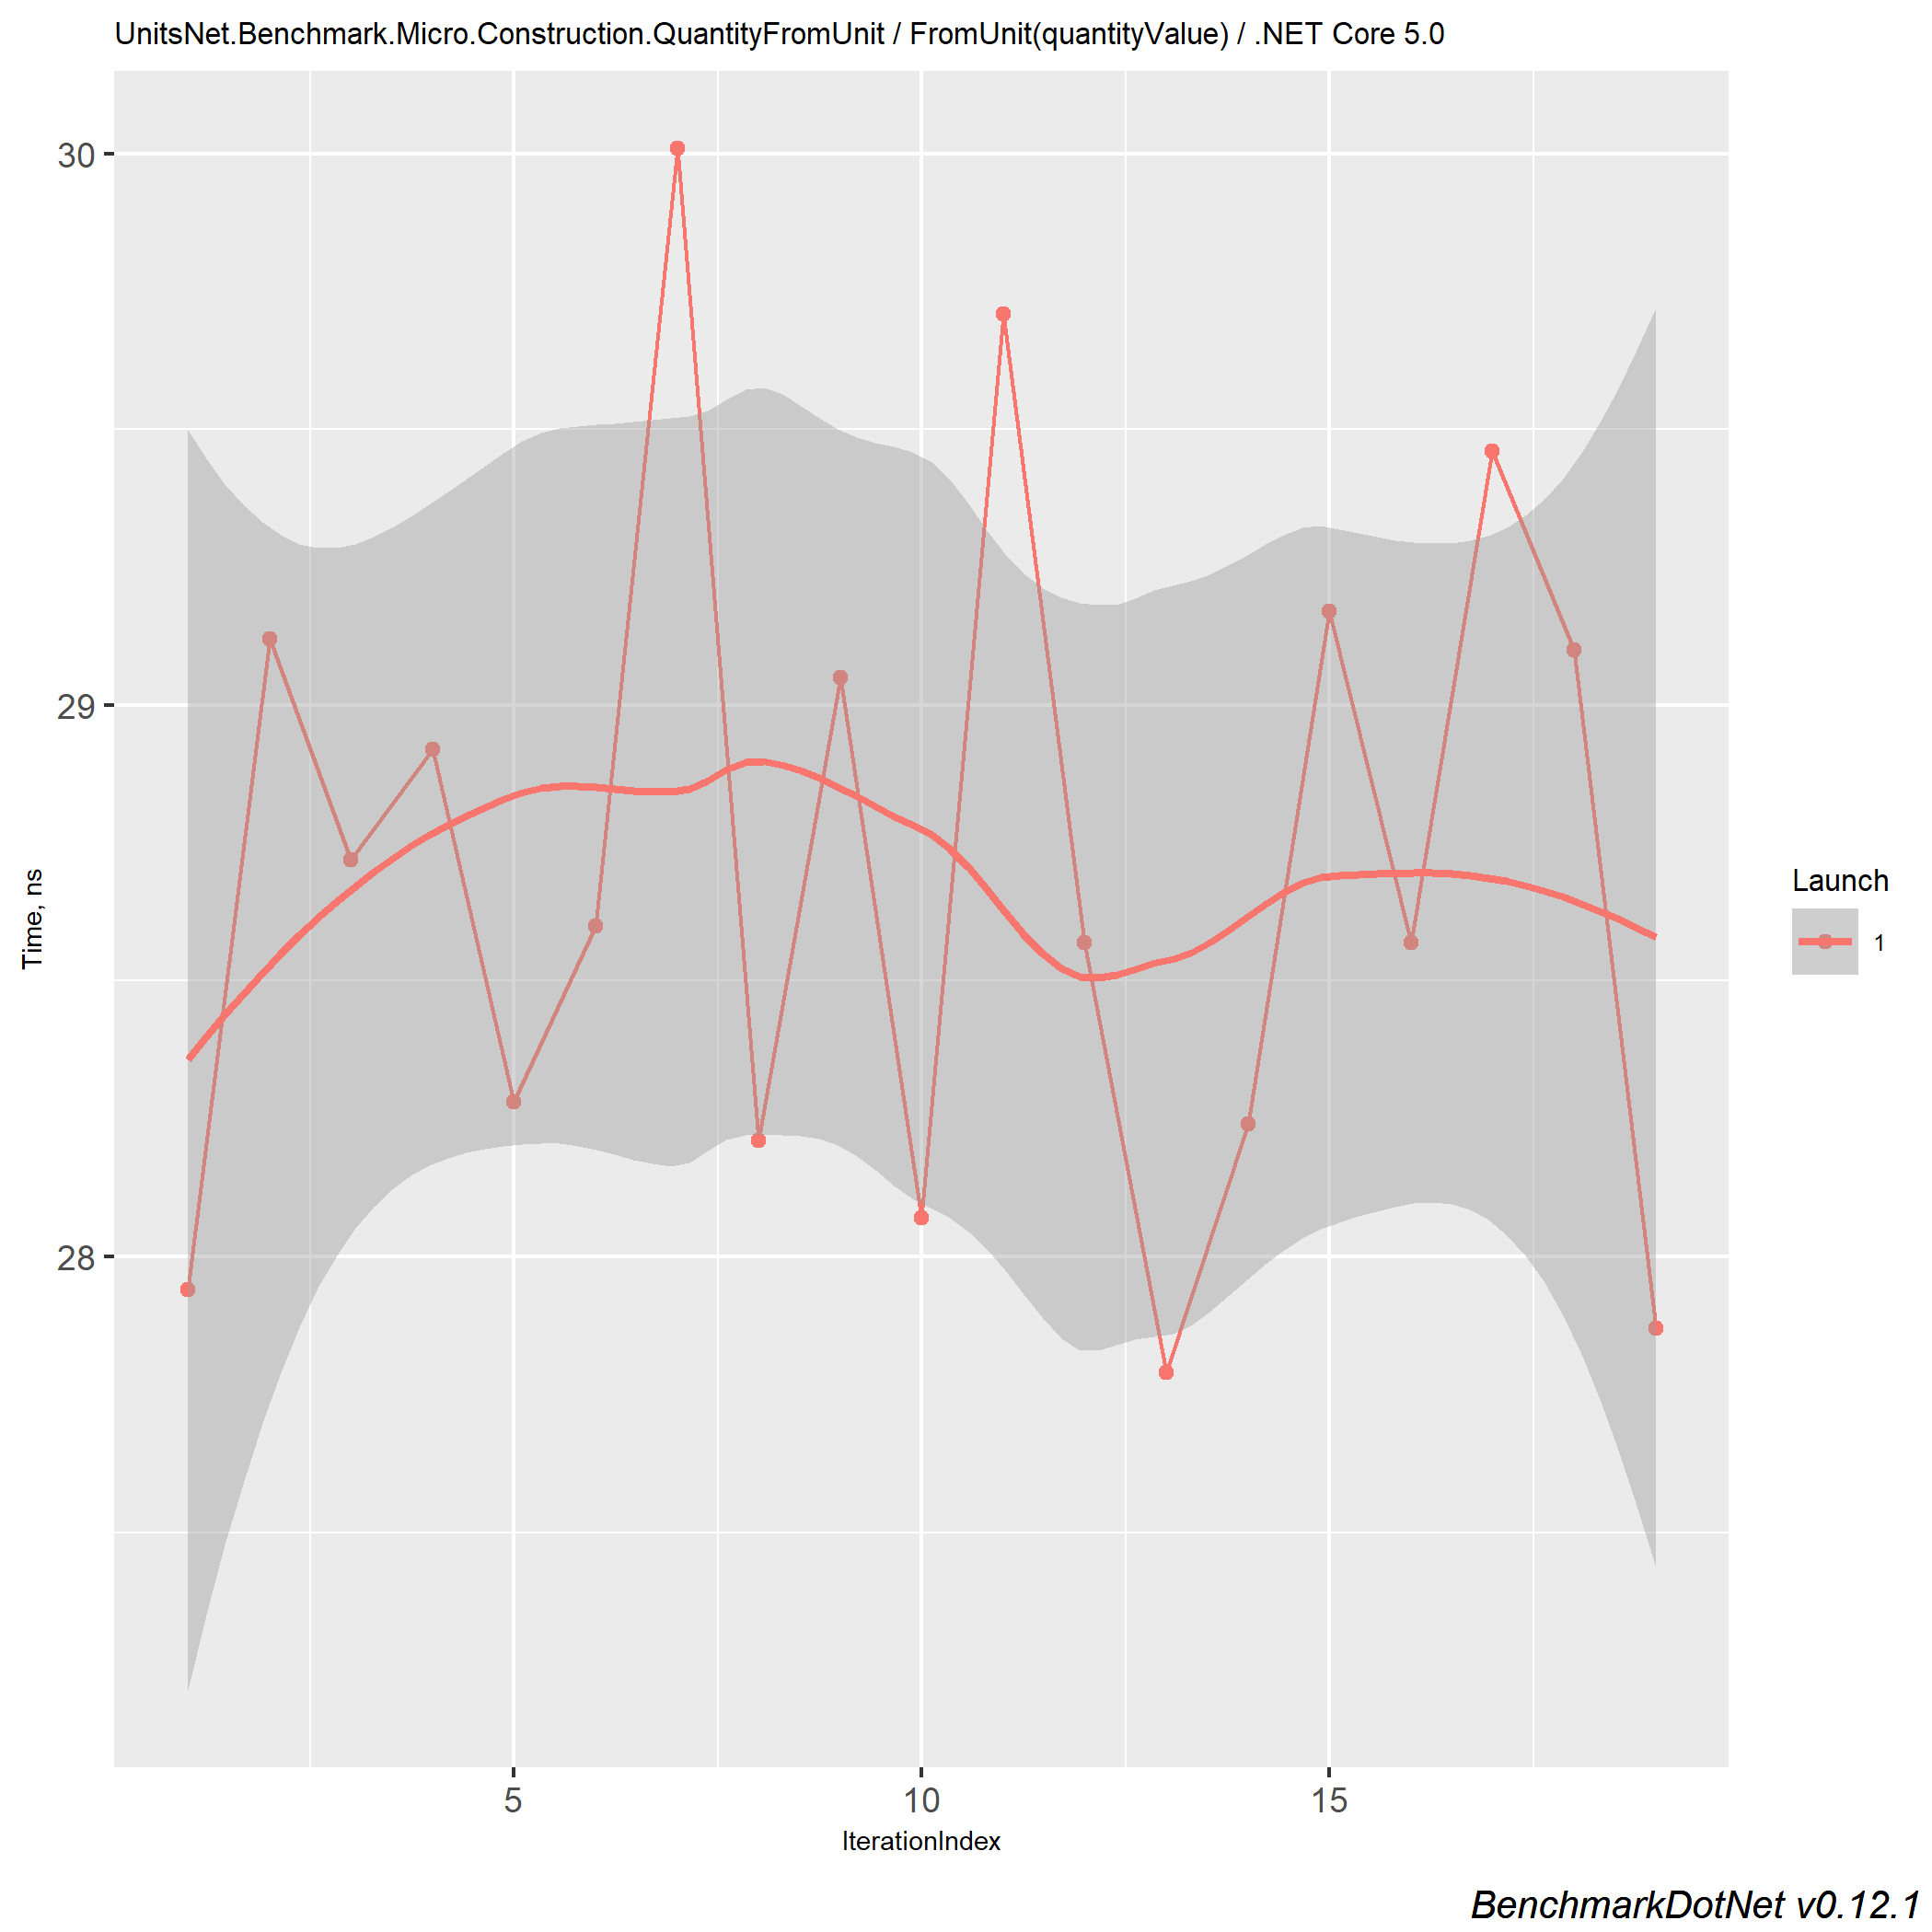 UnitsNet.Benchmark.Micro.Construction.QuantityFromUnit / FromUnit(quantityValue) / .NET Core 5.0
30
29
28
Time, ns
5 10 15
IterationIndex
Launch
1
BenchmarkDotNet v0.12.1